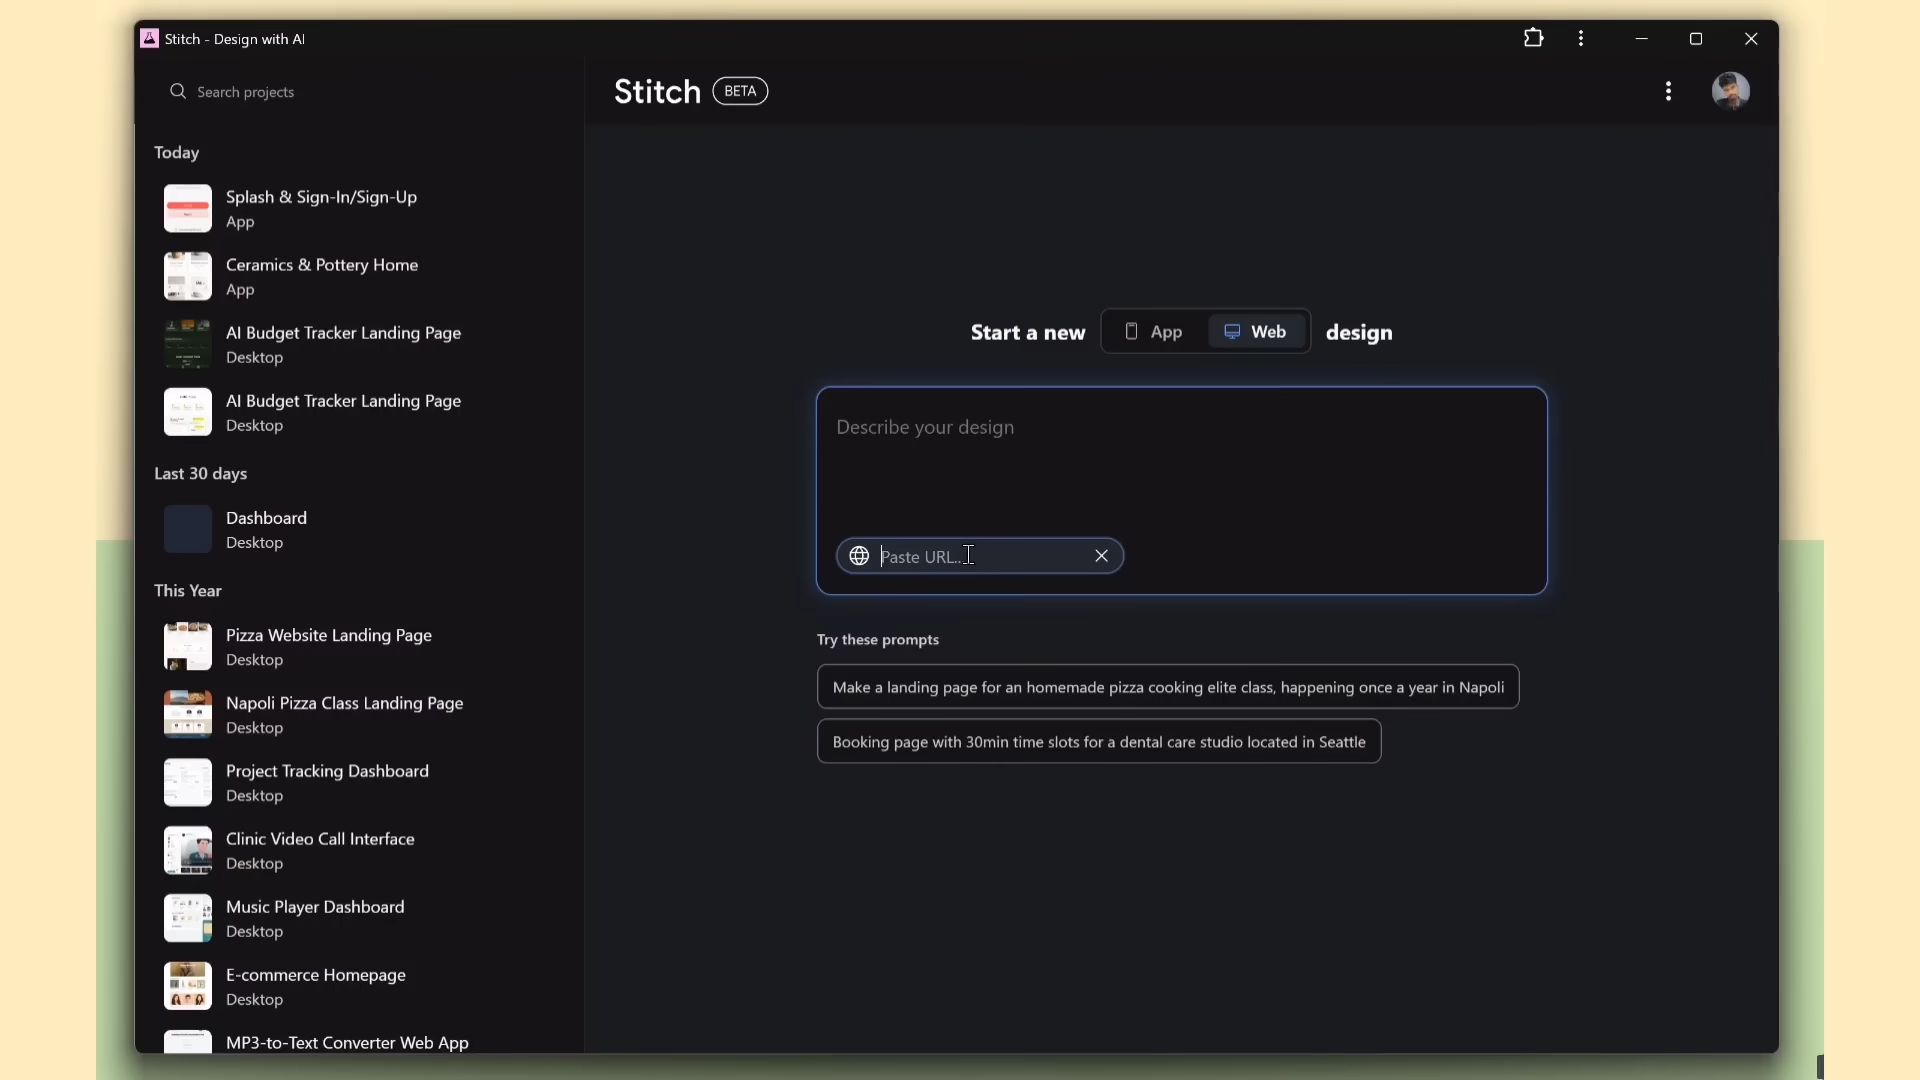 Stitch - Design with AI
Search projects
Stitch BETA
Today
Splash & Sign-In/Sign-Up
App
Ceramics & Pottery Home
App
AI Budget Tracker Landing Page
Desktop
AI Budget Tracker Landing Page
Desktop
Last 30 days
Dashboard
Desktop
This Year
Pizza Website Landing Page
Desktop
Napoli Pizza Class Landing Page
Desktop
Project Tracking Dashboard
Desktop
Clinic Video Call Interface
Desktop
Music Player Dashboard
Desktop
E-commerce Homepage
Desktop
MP3-to-Text Converter Web App
Start a new App Web design
Describe your design
Paste URL...
Try these prompts
Make a landing page for an homemade pizza cooking elite class, happening once a year in Napoli
Booking page with 30min time slots for a dental care studio located in Seattle